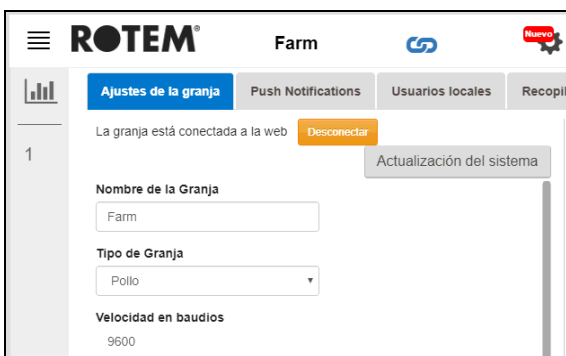 ROTEM®
Farm
Nuevo
Ajustes de la granja
Push Notifications
Usuarios locales
La granja está conectada a la web
Desconectar
1
Actualización del sistema
Nombre de la Granja
Farm
Tipo de Granja
Pollo
Velocidad en baudios
9600